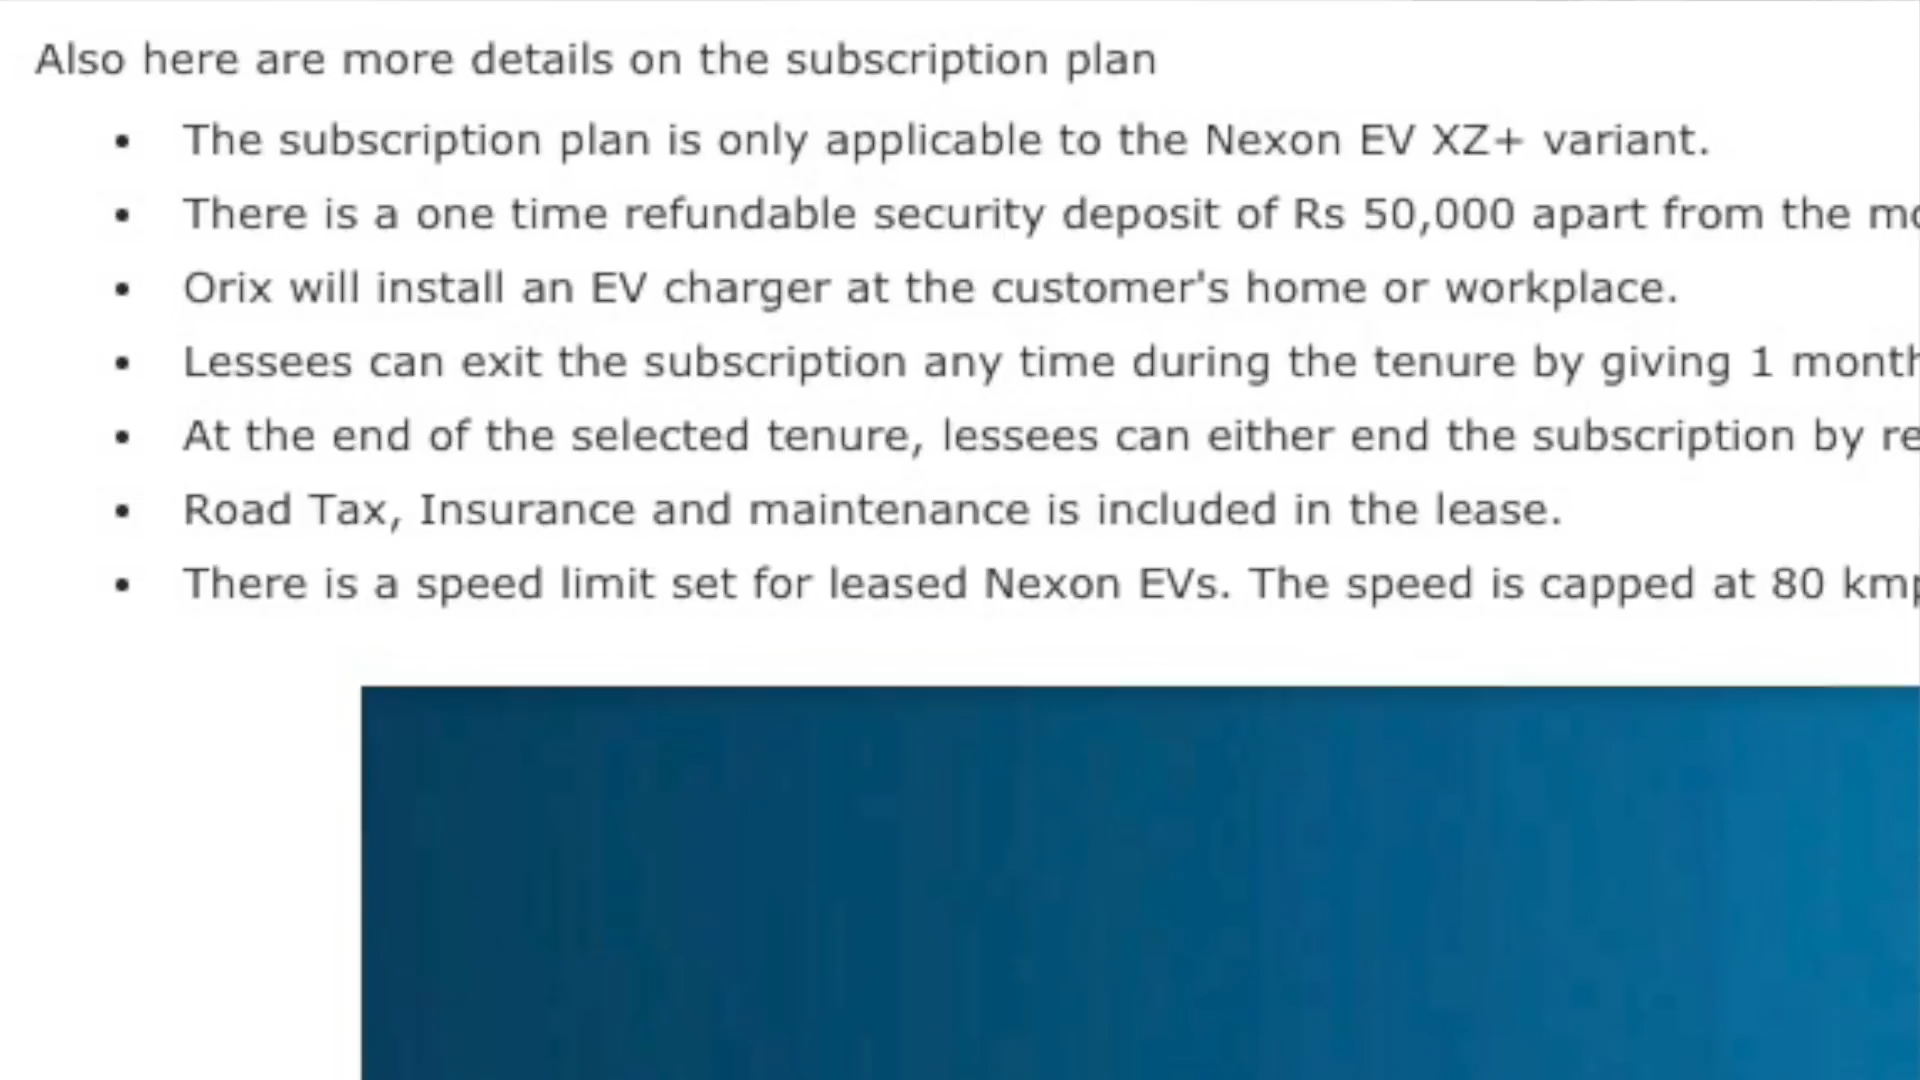 Also here are more details on the subscription plan
• The subscription plan is only applicable to the Nexon EV XZ+ variant.
• There is a one time refundable security deposit of Rs 50,000 apart from the
• Orix will install an EV charger at the customer's home or workplace.
• Lessees can exit the subscription any time during the tenure by giving 1 month
• At the end of the selected tenure, lessees can either end the subscription by
• Road Tax, Insurance and maintenance is included in the lease.
• There is a speed limit set for leased Nexon EVs. The speed is capped at 80